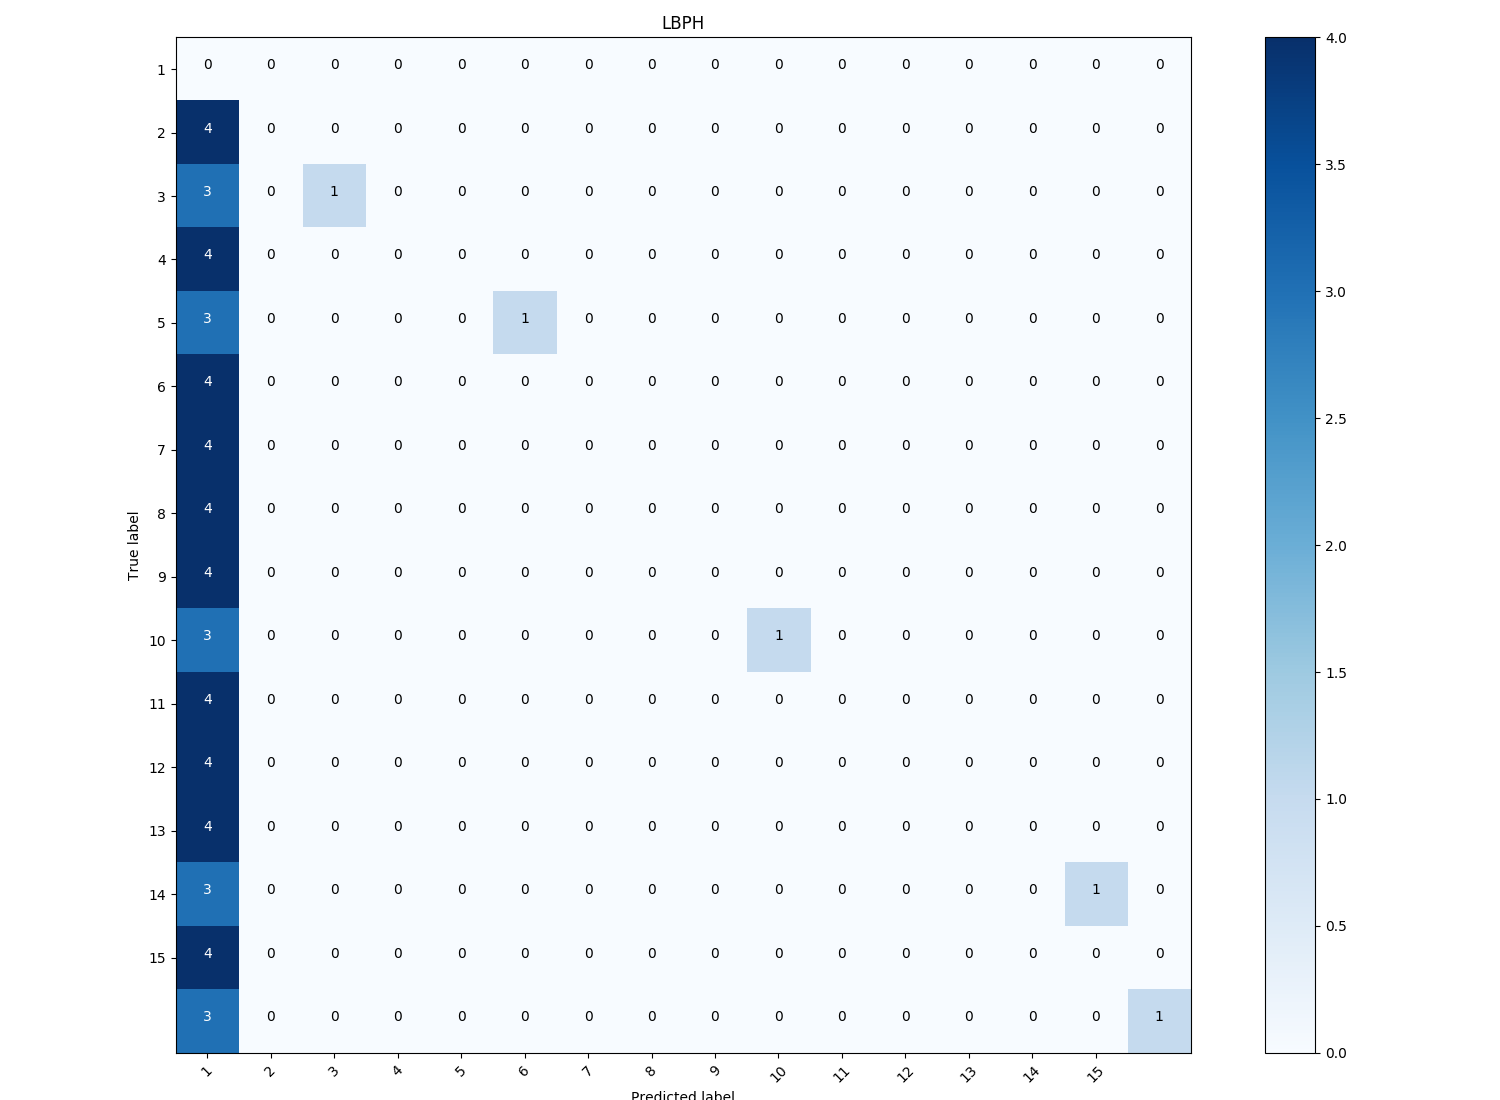 LBPH
1 0 0 0 0 0 0 0 0 0 0 0 0 0 0 0 0
2 4 0 0 0 0 0 0 0 0 0 0 0 0 0 0 0
3 3 0 1 0 0 0 0 0 0 0 0 0 0 0 0 0
4 4 0 0 0 0 0 0 0 0 0 0 0 0 0 0 0
5 3 0 0 0 0 1 0 0 0 0 0 0 0 0 0 0
6 4 0 0 0 0 0 0 0 0 0 0 0 0 0 0 0
7 4 0 0 0 0 0 0 0 0 0 0 0 0 0 0 0
8 4 0 0 0 0 0 0 0 0 0 0 0 0 0 0 0
9 4 0 0 0 0 0 0 0 0 0 0 0 0 0 0 0
10 3 0 0 0 0 0 0 0 0 1 0 0 0 0 0 0
11 4 0 0 0 0 0 0 0 0 0 0 0 0 0 0 0
12 4 0 0 0 0 0 0 0 0 0 0 0 0 0 0 0
13 4 0 0 0 0 0 0 0 0 0 0 0 0 0 0 0
14 3 0 0 0 0 0 0 0 0 0 0 0 0 0 1 0
15 4 0 0 0 0 0 0 0 0 0 0 0 0 0 0 0
3 0 0 0 0 0 0 0 0 0 0 0 0 0 0 1
1 2 3 4 5 6 7 8 9 10 11 12 13 14 15
Predicted label
True label
4.0
3.5
3.0
2.5
2.0
1.5
1.0
0.5
0.0